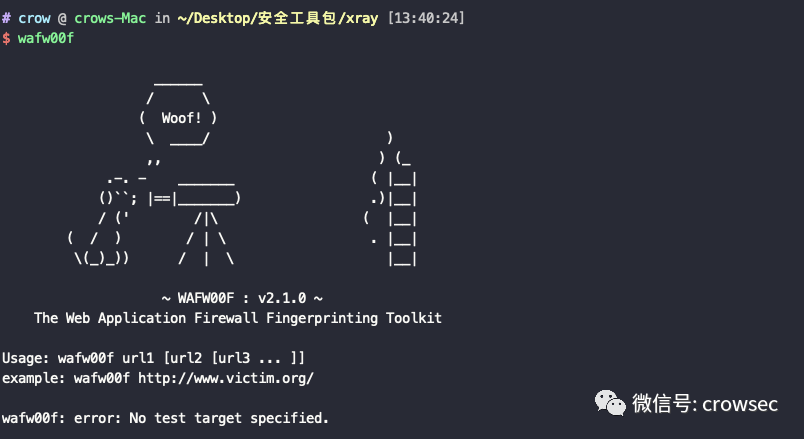 # crow @ crows-Mac in ~/Desktop/安全工具包/xray [13:40:24]
$ wafw00f
                   ______
                  /      \
                 (  Woof! )
                  \  ____/                      )
                  ,,                           ) (_
             .-. -    _______                 ( |__|
            ()``; |==|_______)                .)|__|
            / ('        /|\                  (  |__|
        (  /  )        / | \                  . |__|
         \(_)_))      /  |  \                   |__|
                    ~ WAFW00F : v2.1.0 ~
    The Web Application Firewall Fingerprinting Toolkit
Usage: wafw00f url1 [url2 [url3 ... ]]
example: wafw00f http://www.victim.org/
wafw00f: error: No test target specified.
微信号: crowsec